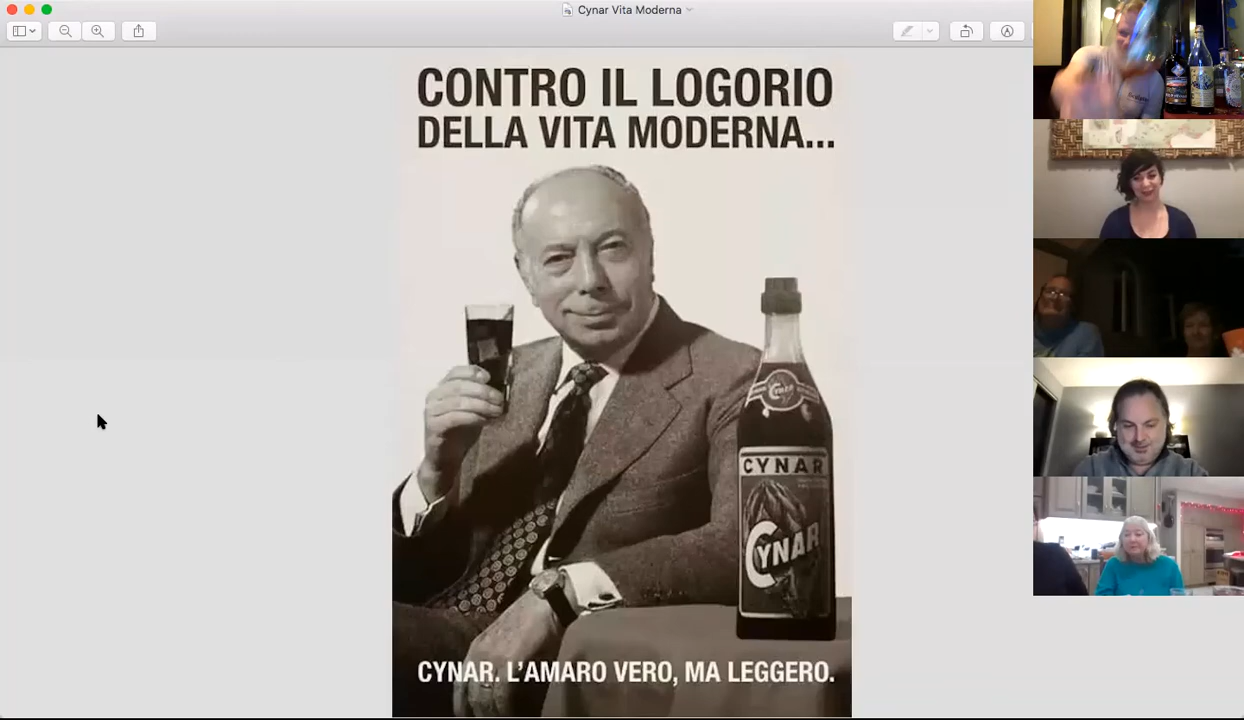 Cynar Vita Moderna
CONTRO IL LOGORIO
DELLA VITA MODERNA...
CYNAR
CYNAR
CYNAR
CYNAR. L'AMARO VERO, MA LEGGERO.